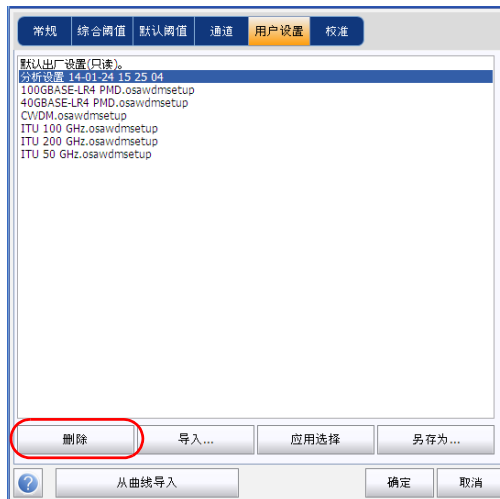 常规 综合阈值 默认阈值 通道 用户设置 校准
默认出厂设置(只读)。
分析设置 14-01-24 15 25 04
100GBASE-LR4 PMD.osawdmsetup
40GBASE-LR4 PMD.osawdmsetup
CWDM.osawdmsetup
ITU 100 GHz.osawdmsetup
ITU 200 GHz.osawdmsetup
ITU 50 GHz.osawdmsetup
删除 导入... 应用选择 另存为...
? 从曲线导入 确定 取消